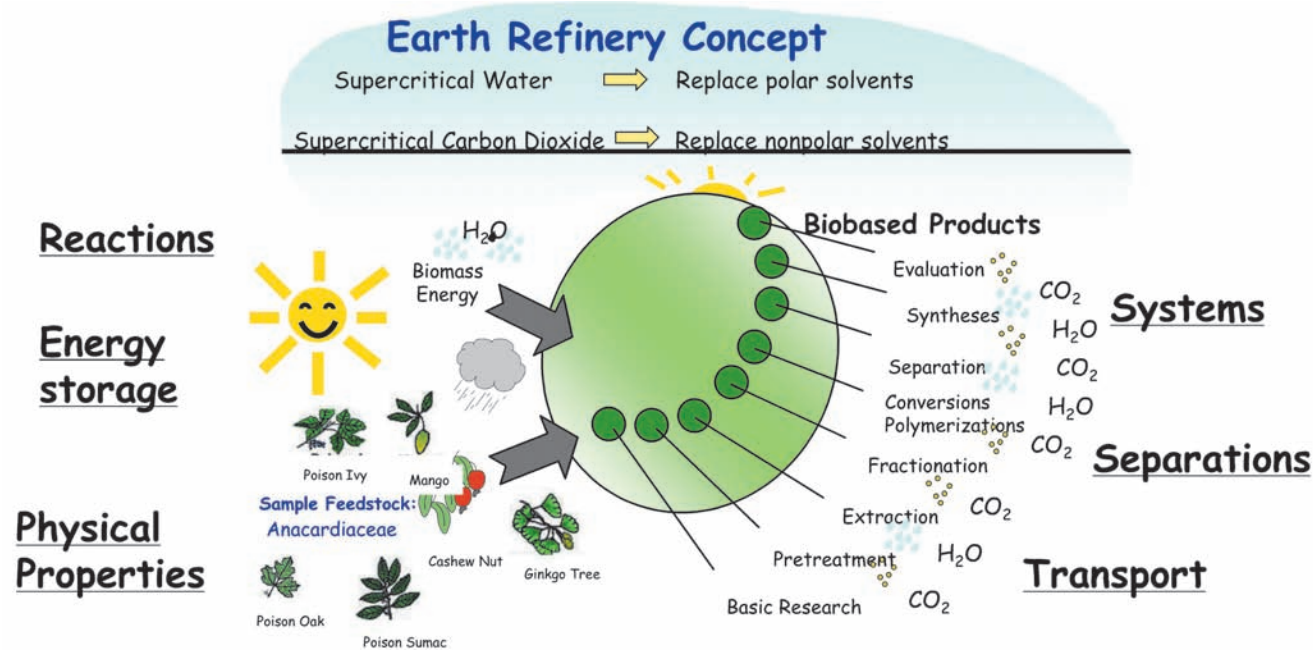 Earth Refinery Concept
Supercritical Water
Replace polar solvents
Supercritical Carbon Dioxide
Replace nonpolar solvents
Reactions
Energy
storage
Physical
Properties
H₂O
Biomass
Energy
Poison Ivy
Mango
Sample Feedstock:
Anacardiaceae
Cashew Nut
Ginkgo Tree
Poison Oak
Poison Sumac
Biobased Products
Evaluation
CO₂
Syntheses
H₂O
Separation
CO₂
Conversions
Polymerizations
H₂O
CO₂
Fractionation
CO₂
Extroction
H₂O
Pretreatment
CO₂
Basic Research
Systems
Separations
Transport